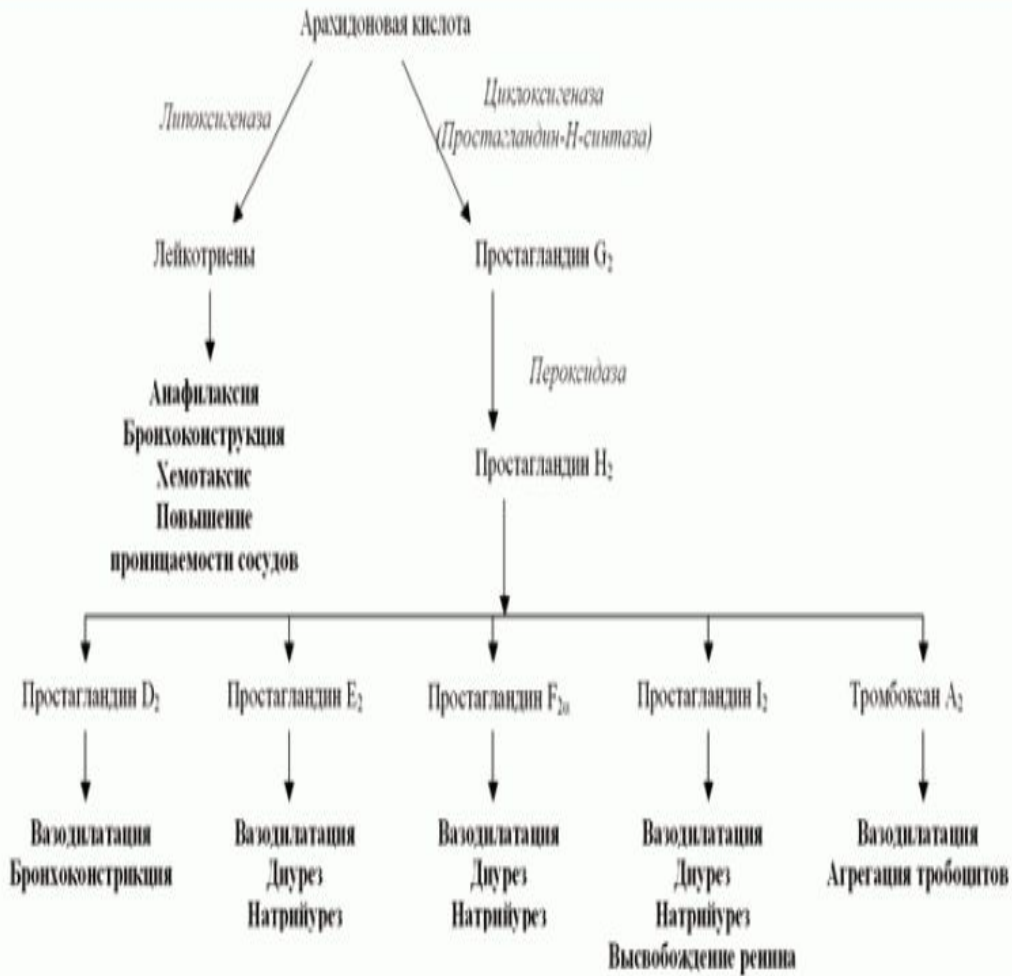 Арахидоновая кислота
Липоксигеназа
Циклоксигеназа
(Простагландин-Н-синтаза)
Лейкотриены
Простагландин G₂
Анафилаксия
Бронхоконструкция
Хемотаксис
Повышение
проницаемости сосудов
Пероксидаза
Простагландин H₂
Простагландин D₂
Простагландин E₂
Простагландин F₂α
Простагландин I₂
Тромбоксан A₂
Вазодилатация
Бронхоконстрикция
Вазодилатация
Диурез
Натрийурез
Вазодилатация
Диурез
Натрийурез
Вазодилатация
Диурез
Натрийурез
Высвобождение ренина
Вазодилатация
Агрегация тробоцитов